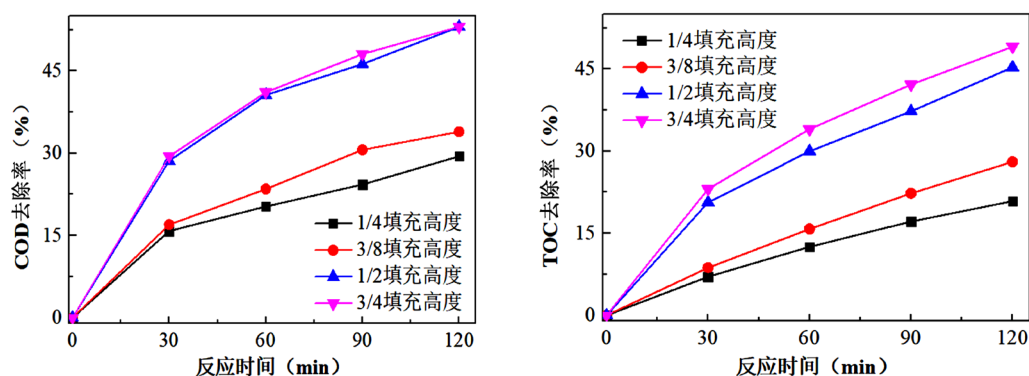 COD去除率（%）
45
30
15
0
1/4填充高度
3/8填充高度
1/2填充高度
3/4填充高度
0 30 60 90 120
反应时间（min）
TOC去除率（%）
45
30
15
0
1/4填充高度
3/8填充高度
1/2填充高度
3/4填充高度
0 30 60 90 120
反应时间（min）